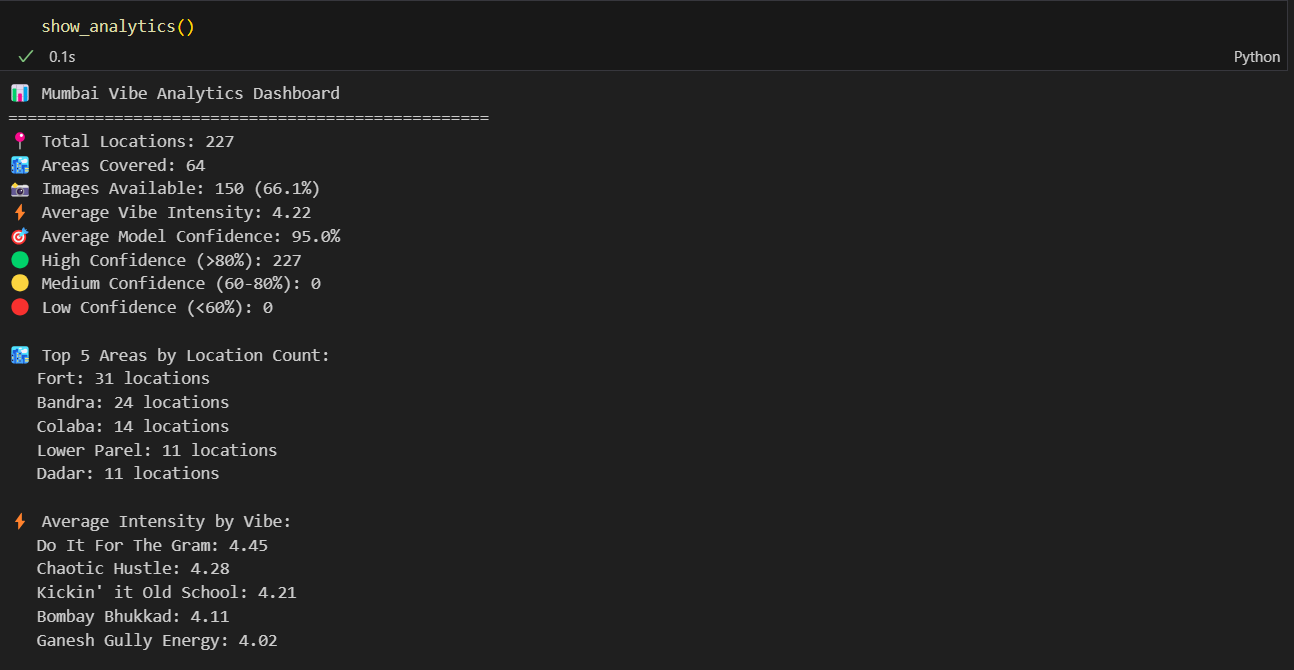 show_analytics()
0.1s
Python
📊 Mumbai Vibe Analytics Dashboard
==================================================
📍 Total Locations: 227
🏙️ Areas Covered: 64
📸 Images Available: 150 (66.1%)
⚡ Average Vibe Intensity: 4.22
🎯 Average Model Confidence: 95.0%
🟢 High Confidence (>80%): 227
🟡 Medium Confidence (60-80%): 0
🔴 Low Confidence (<60%): 0
🏙️ Top 5 Areas by Location Count:
Fort: 31 locations
Bandra: 24 locations
Colaba: 14 locations
Lower Parel: 11 locations
Dadar: 11 locations
⚡ Average Intensity by Vibe:
Do It For The Gram: 4.45
Chaotic Hustle: 4.28
Kickin' it Old School: 4.21
Bombay Bhukkad: 4.11
Ganesh Gully Energy: 4.02